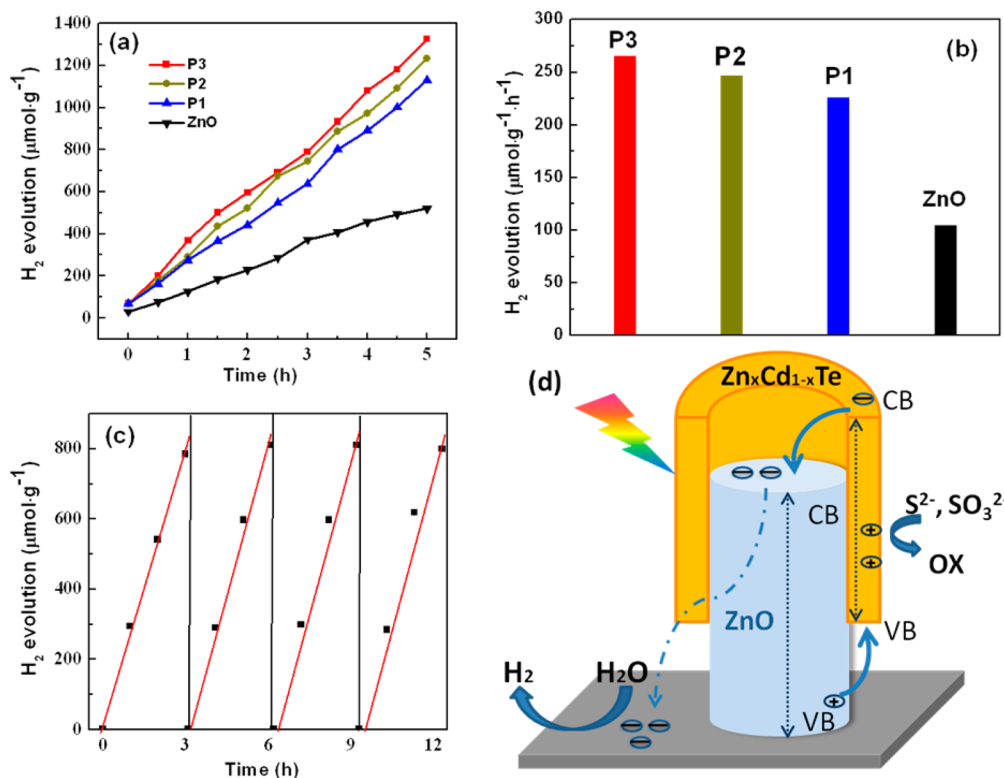 (a)
P3
P2
P1
ZnO
H₂ evolution (μmol·g⁻¹)
1400
1200
1000
800
600
400
200
0
0 1 2 3 4 5
Time (h)
(b)
P3
P2
P1
ZnO
H₂ evolution (μmol·g⁻¹·h⁻¹)
300
250
200
150
100
50
0
(c)
H₂ evolution (μmol·g⁻¹)
800
600
400
200
0
0 3 6 9 12
Time (h)
(d)
ZnₓCd₁₋ₓTe
CB
CB
S²⁻, SO₃²
OX
ZnO
VB
VB
H₂
H₂O